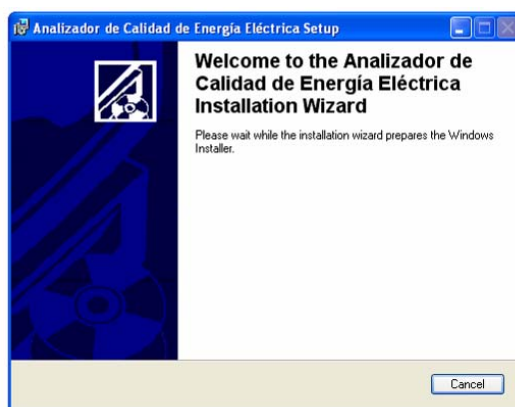 Analizador de Calidad de Energía Eléctrica Setup
Welcome to the Analizador de
Calidad de Energía Eléctrica
Installation Wizard
Please wait while the installation wizard prepares the Windows
Installer.
Cancel